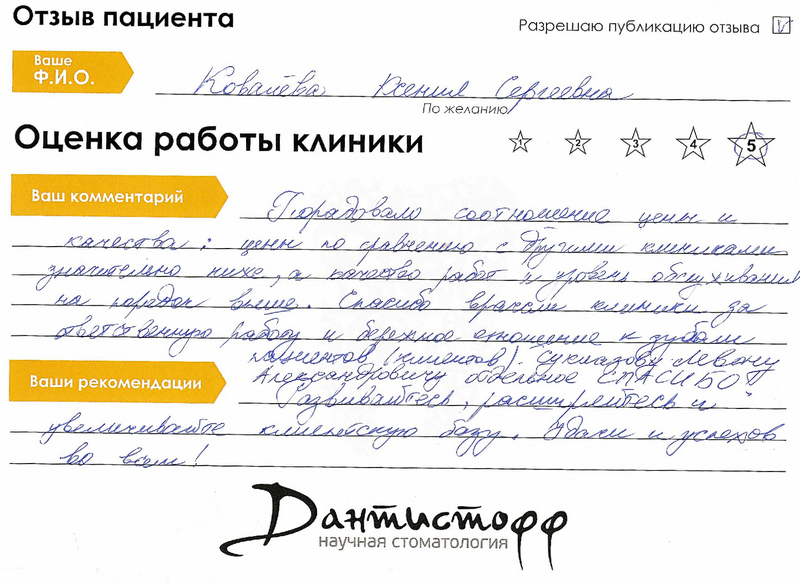 Отзыв пациента
Разрешаю публикацию отзыва
Ваше
Ф.И.О.
Ковалёва Ксения Сергеевна
По желанию
Оценка работы клиники
1 2 3 4 5
Ваш комментарий
Порадовало соотношение цены и
качества: цены по сравнению с другими клиниками
значительно ниже, а качество работ и уровень обслуживания
на порядок выше. Спасибо врачам клиники за
ответственную работу и бережное отношение к зубам
пациентов (клиентов). Суклазову Левону
Александровичу отдельное СПАСИБО!!
Ваши рекомендации
Развивайтесь, расширяйтесь и
увеличивайте клиентскую базу. Удачи и успехов
во всём!
Дантистофф
научная стоматология